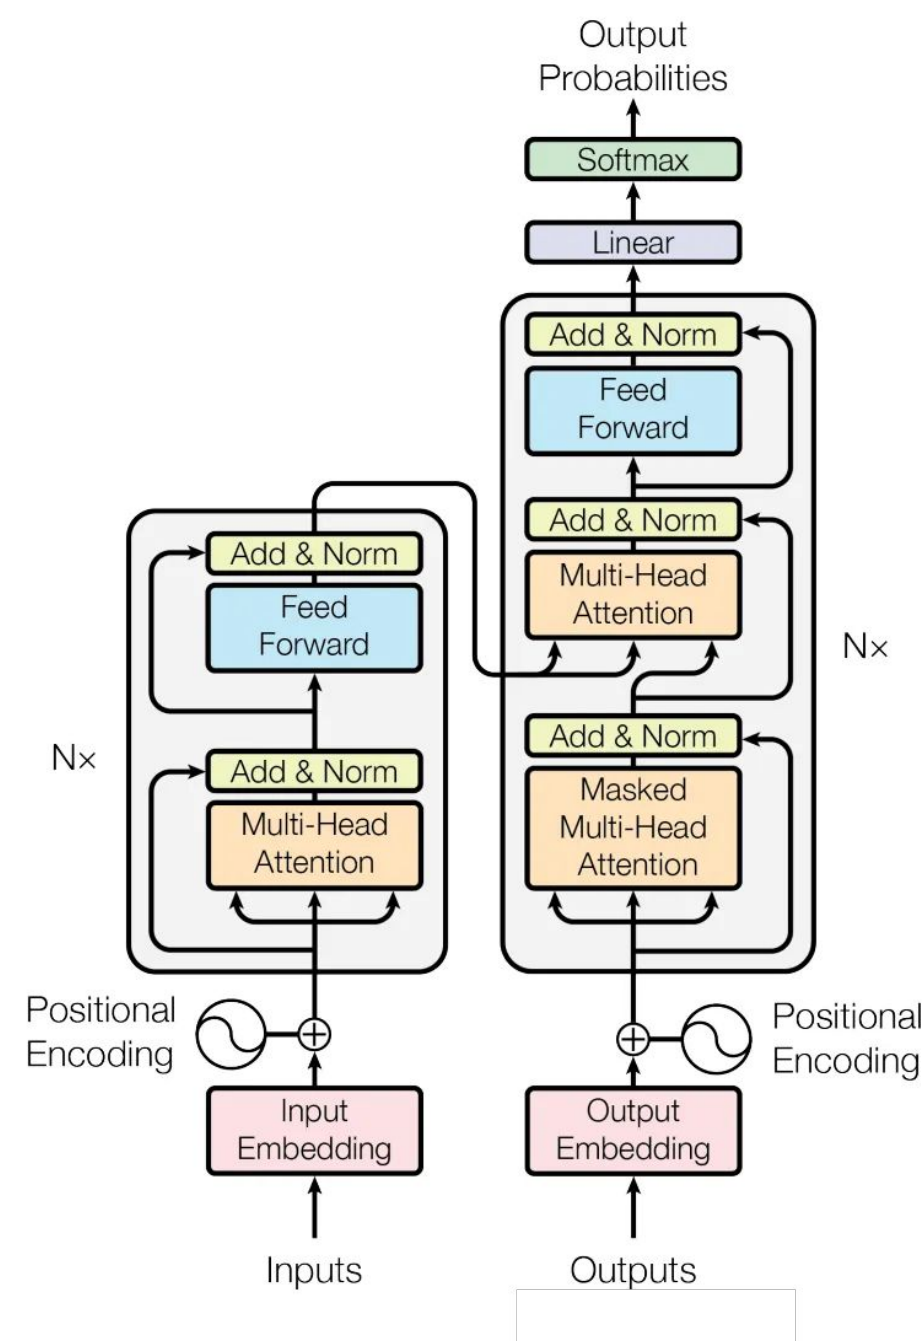 Output
Probabilities
Softmax
Linear
Add & Norm
Feed
Forward
Add & Norm
Multi-Head
Attention
Nx
Add & Norm
Masked
Multi-Head
Attention
Add & Norm
Feed
Forward
Nx
Add & Norm
Multi-Head
Attention
Positional
Encoding
Positional
Encoding
Input
Embedding
Output
Embedding
Inputs
Outputs